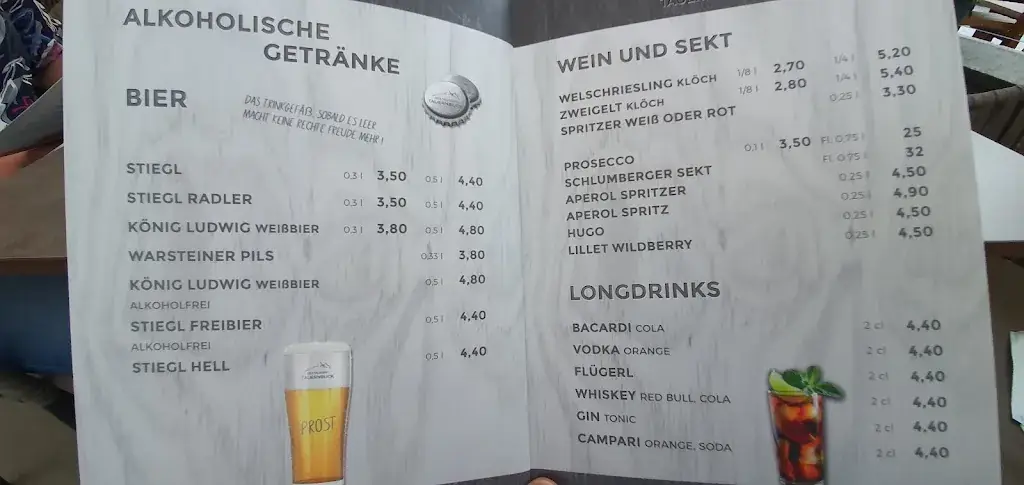 ALKOHOLISCHE
GETRÄNKE
BIER
DAS TRINKGEFÄß, SOBALD ES LEER
MACHT KEINE RECHTE FREUDE MEHR!
STIEGL 0,3 l 3,50 0,5 l 4,40
STIEGL RADLER 0,3 l 3,50 0,5 l 4,40
KÖNIG LUDWIG WEIßBIER 0,3 l 3,80 0,5 l 4,80
WARSTEINER PILS 0,33 l 3,80
KÖNIG LUDWIG WEIßBIER 0,5 l 4,80
ALKOHOLFREI
STIEGL FREIBIER 0,5 l 4,40
ALKOHOLFREI
STIEGL HELL 0,5 l 4,40
PROST
WEIN UND SEKT
WELSCHRIESLING KLÖCH 1/8 l 2,70 1/4 l 5,20
ZWEIGELT KLÖCH 1/8 l 2,80 1/4 l 5,40
SPRITZER WEIß ODER ROT 0,25 l 3,30
PROSECCO 0,1 l 3,50 Fl. 0,75 l 25
SCHLUMBERGER SEKT Fl. 0,75 l 32
APEROL SPRITZER 0,25 l 4,50
APEROL SPRITZ 0,25 l 4,90
HUGO 0,25 l 4,50
LILLET WILDBERRY 0,25 l 4,50
LONGDRINKS
BACARDI COLA 2 cl 4,40
VODKA ORANGE 2 cl 4,40
FLÜGERL 2 cl 4,40
WHISKEY RED BULL, COLA 2 cl 4,40
GIN TONIC 2 cl 4,40
CAMPARI ORANGE, SODA 2 cl 4,40